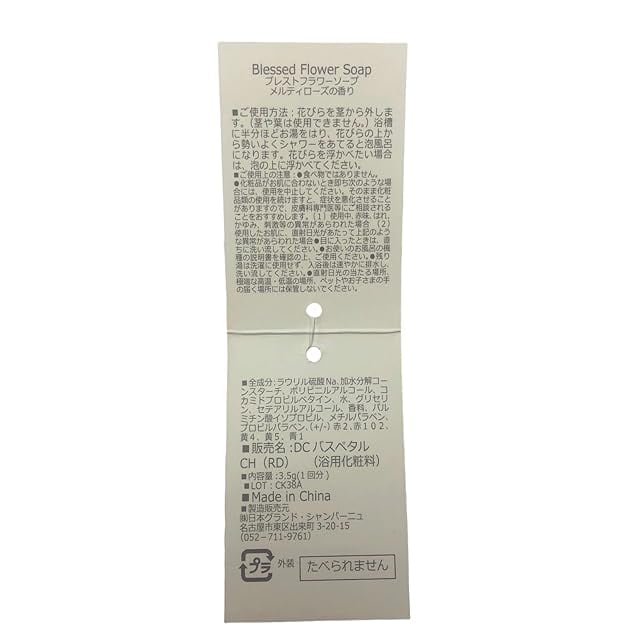 Blessed Flower Soap
ブレストフラワーソープ
メルティローズの香り
■ご使用方法：花びらを茎から外しま
す。（茎や葉は使用できません。）浴槽
に半分ほどお湯をはり、花びらの上か
ら勢いよくシャワーをあてると泡風呂
になります。花びらを浮かべたい場合
は、泡の上に浮かべてください。
■ご使用上の注意：●食べ物ではありません。
●化粧品がお肌に合わないとき即ち次のような場
合には、使用を中止してください。そのまま化粧
品類の使用を続けますと、症状を悪化させること
がありますので、皮膚科専門医等にご相談される
ことをおすすめします。（1）使用中、赤味、はれ、
かゆみ、刺激等の異常があらわれた場合（2）
使用したお肌に、直射日光があたって上記のよう
な異常があらわれた場合●目に入ったときは、直
ちに洗い流してください。●お使いのお風呂の機
種の説明書を確認の上、ご使用ください。●残り
湯は洗濯に使用せず、入浴後は速やかに排水し、
洗い流してください。●直射日光の当たる場所、
極端な高温・低温の場所、ペットやお子さまの手
の届く場所には保管しないでください。
■全成分：ラウリル硫酸Na、加水分解コー
ンスターチ、ポリビニルアルコール、コ
カミドプロピルベタイン、水、グリセリ
ン、セテアリルアルコール、香料、パル
ミチン酸イソプロピル、メチルパラベン、
プロピルパラベン、(+/-) 赤2、赤102、
黄4、黄5、青1
■販売名：DCバスペタル
CH（RD）　（浴用化粧料）
■内容量：3.5g(1回分）
■LOT：CK38A
■Made in China
■製造販売元
㈱日本グランド・シャンパーニュ
名古屋市東区出来町3-20-15
（052-711-9761）
プラ 外装 たべられません